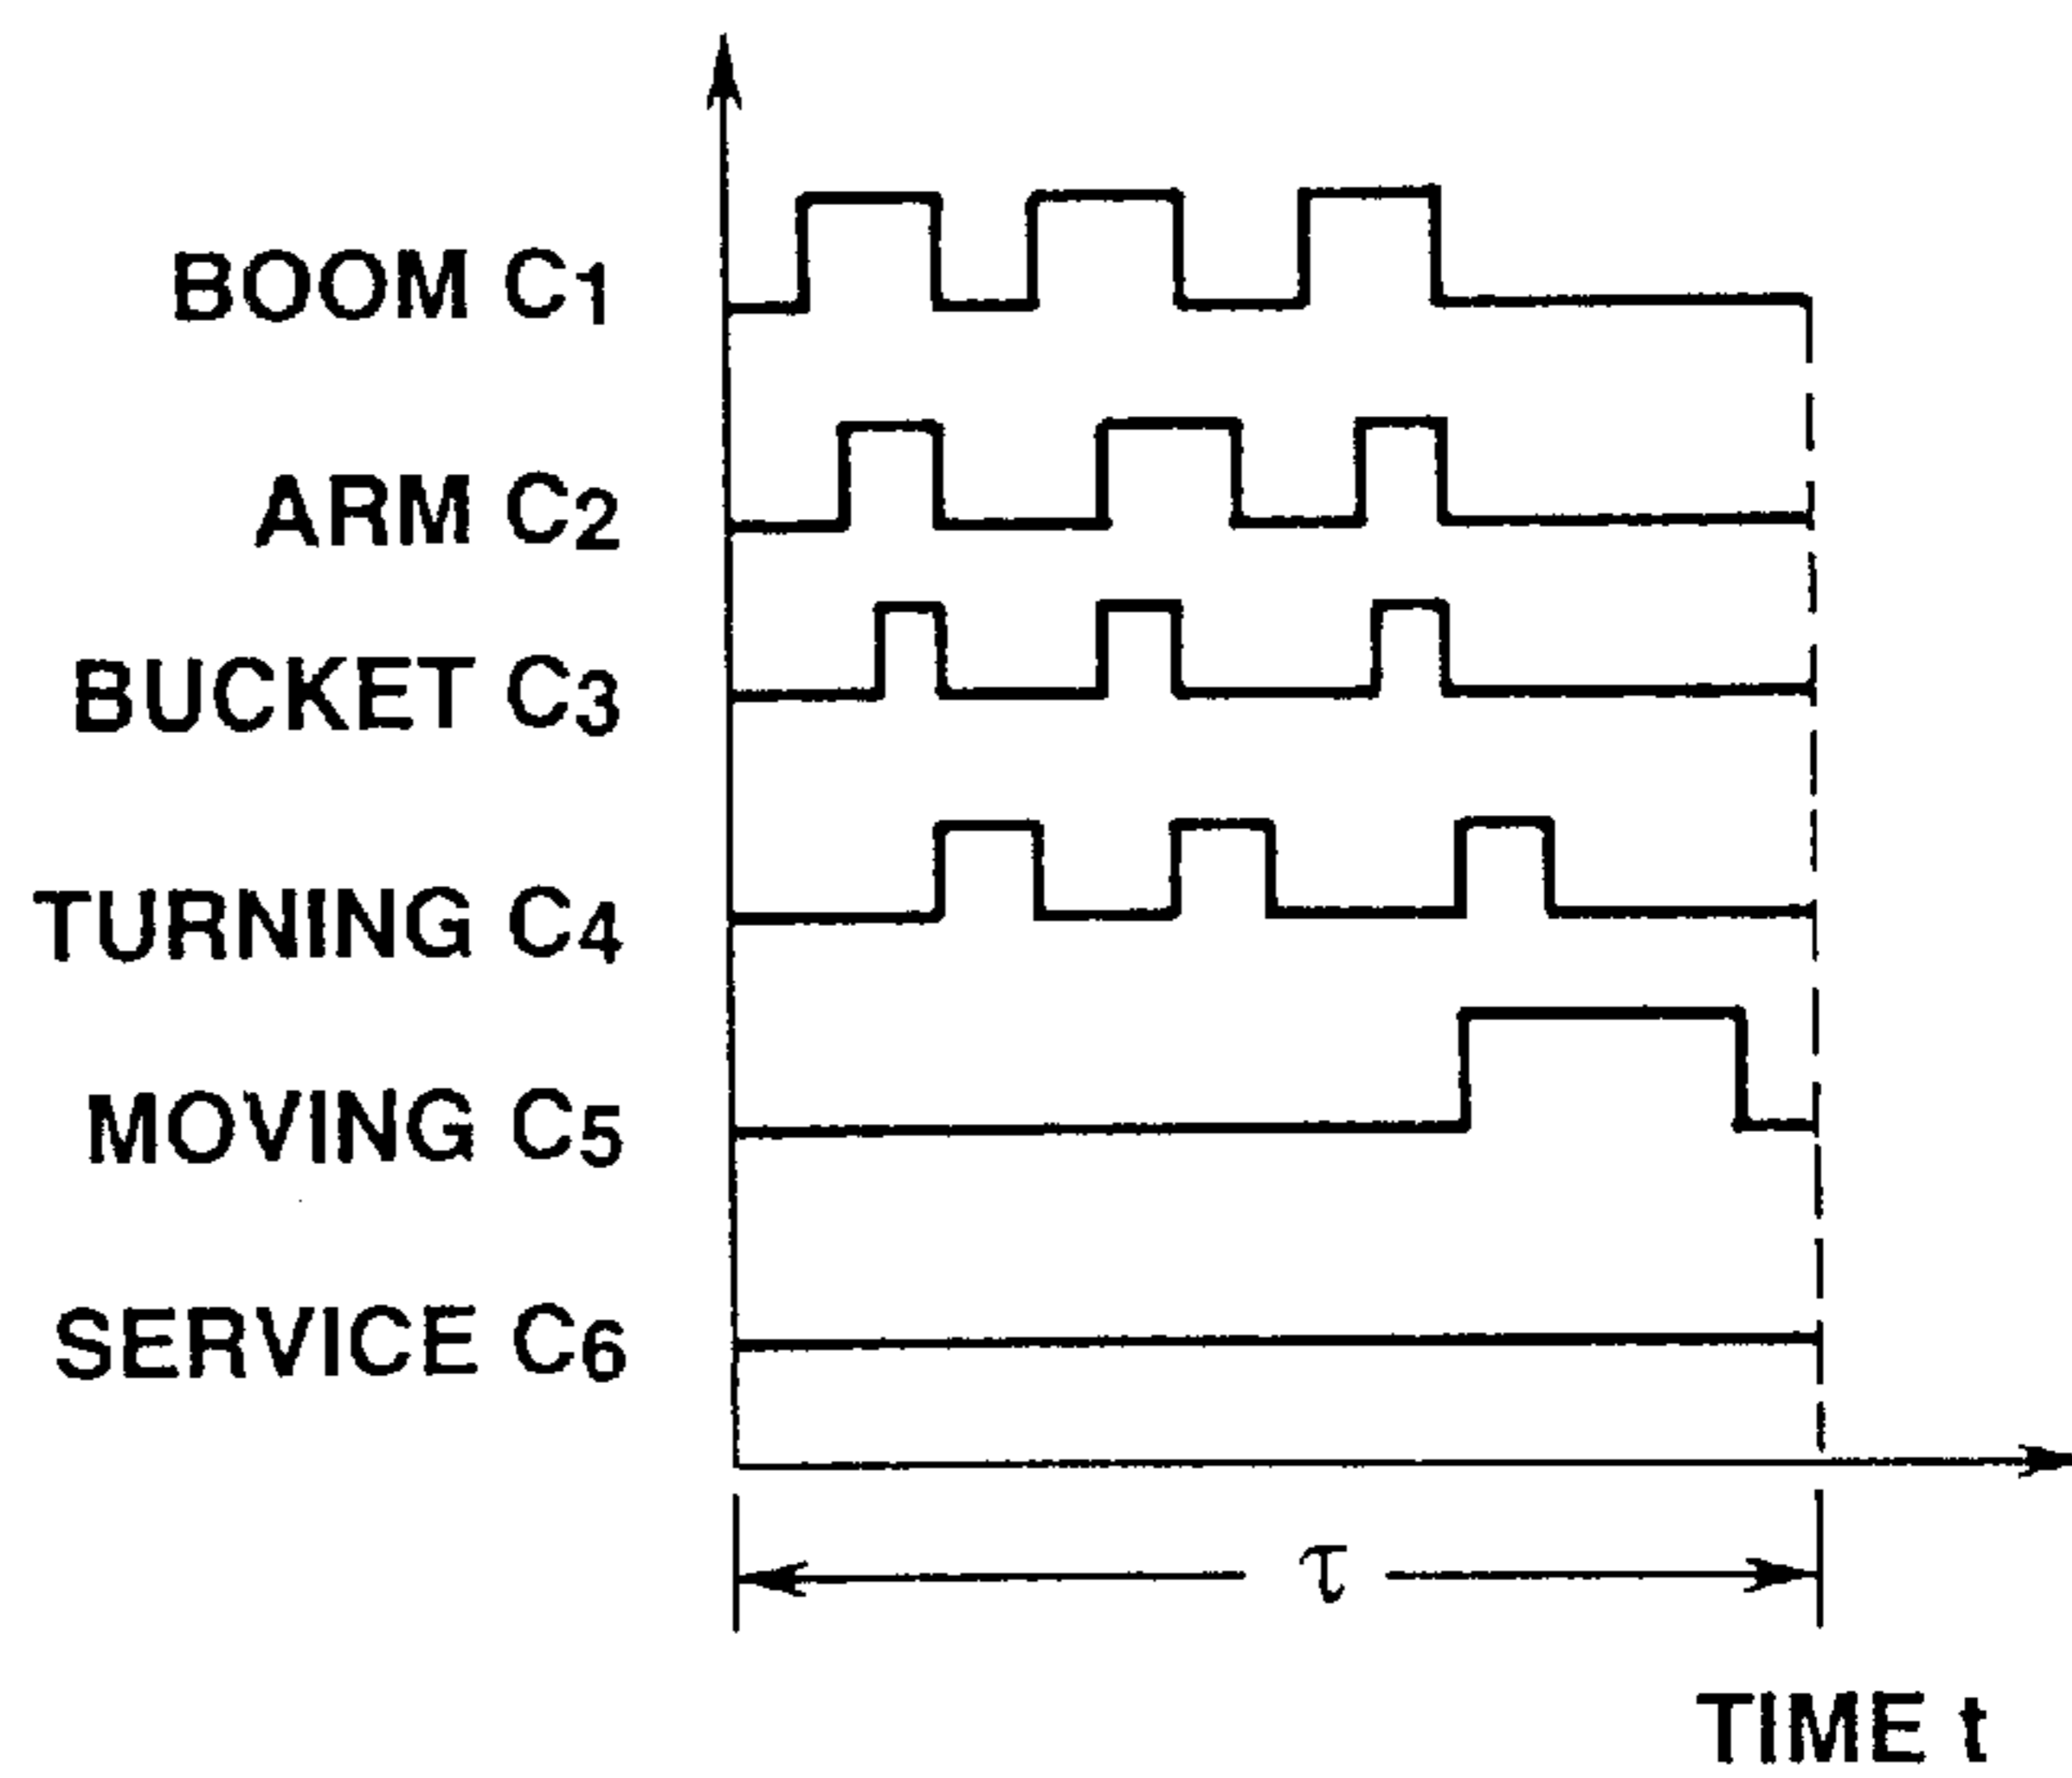 BOOM C1
ARM C2
BUCKET C3
TURNING C4
MOVING C5
SERVICE C6
τ
TIME t